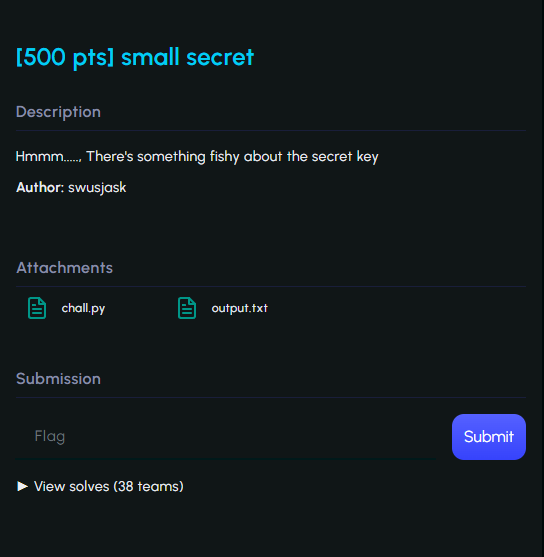 [500 pts] small secret
Description
Hmmm....., There's something fishy about the secret key
Author: swusjask
Attachments
chall.py
output.txt
Submission
Flag
Submit
► View solves (38 teams)